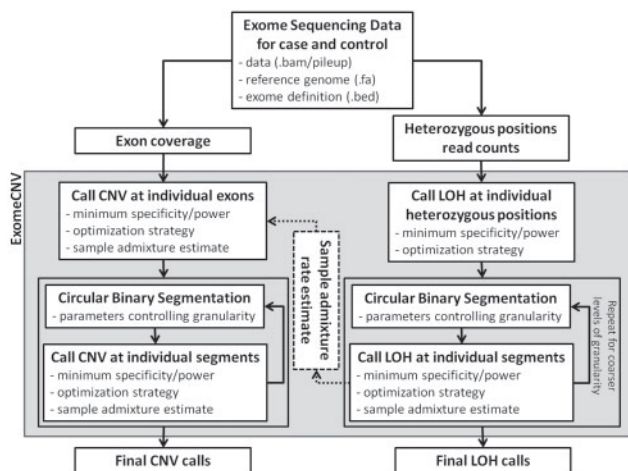 Exome Sequencing Data
for case and control
- data (.bam/pileup)
- reference genome (.fa)
- exome definition (.bed)
Exon coverage
Heterozygous positions
read counts
ExomeCNV
Call CNV at individual exons
- minimum specificity/power
- optimization strategy
- sample admixture estimate
Sample admixture
rate estimate
Call LOH at individual
heterozygous positions
- minimum specificity/power
- optimization strategy
Circular Binary Segmentation
- parameters controlling granularity
Call CNV at individual segments
- minimum specificity/power
- optimization strategy
- sample admixture estimate
Circular Binary Segmentation
- parameters controlling granularity
Call LOH at individual segments
- minimum specificity/power
- optimization strategy
- sample admixture estimate
Repeat for coarser
levels of granularity
Final CNV calls
Final LOH calls